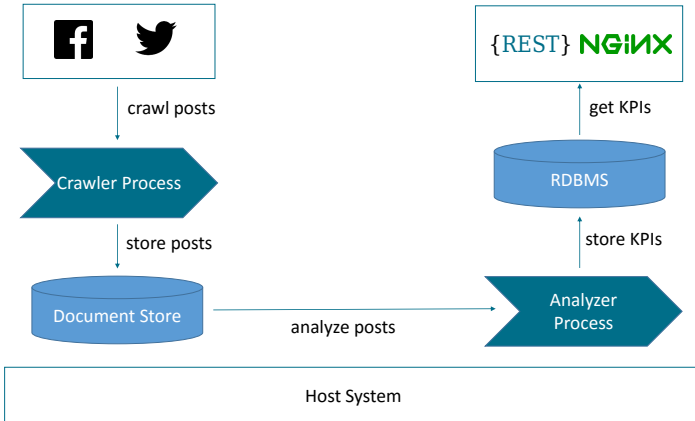 {REST} NGiNX
crawl posts
get KPIs
Crawler Process
RDBMS
store posts
store KPIs
Document Store
analyze posts
Analyzer
Process
Host System